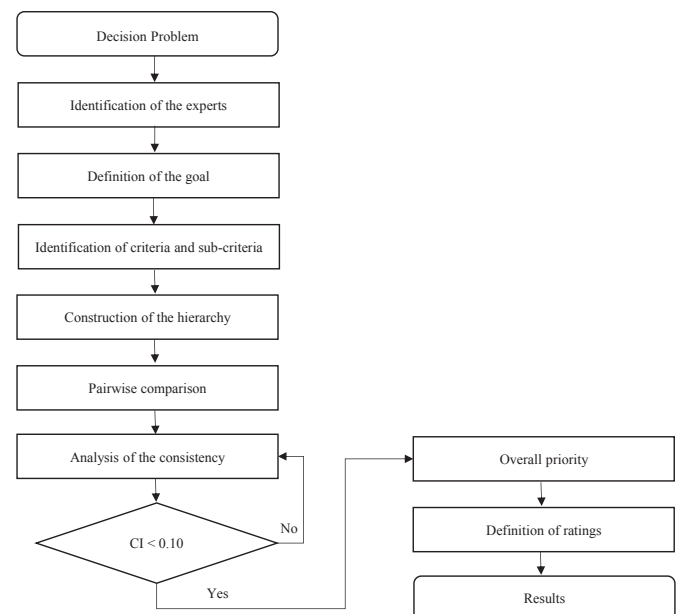 Decision Problem
Identification of the experts
Definition of the goal
Identification of criteria and sub-criteria
Construction of the hierarchy
Pairwise comparison
Analysis of the consistency
CI < 0.10
No
Yes
Overall priority
Definition of ratings
Results